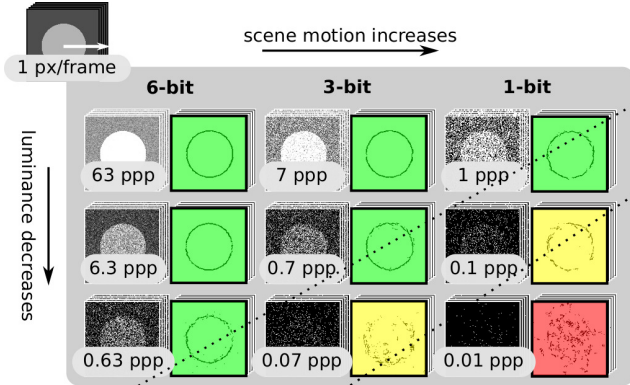 scene motion increases
1 px/frame
6-bit 3-bit 1-bit
luminance decreases
63 ppp 7 ppp 1 ppp
6.3 ppp 0.7 ppp 0.1 ppp
0.63 ppp 0.07 ppp 0.01 ppp